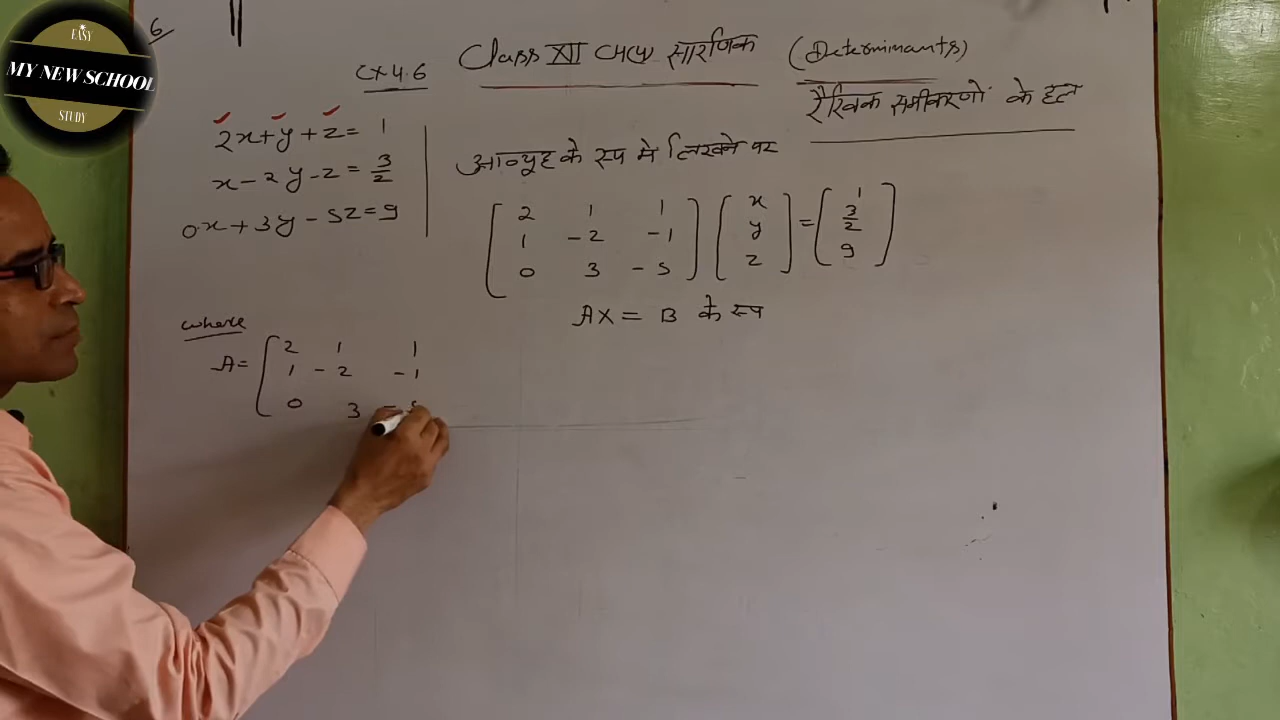 EASY
MY NEW SCHOOL
STUDY
6
Class XII CH(4) सारणिक (Determinants)
Ex 4.6
रैखिक समीकरणों के हल
2x+y+z= 1
x-2y-z= 3/2
0x+3y-5z=9
आव्यूह के रूप मे लिखने पर
[2 1 1] [x] = [1]
[1 -2 -1] [y] [3/2]
[0 3 -5] [z] [9]
AX = B के रूप
where
A= [2 1 1
1 -2 -1
0 3 -5